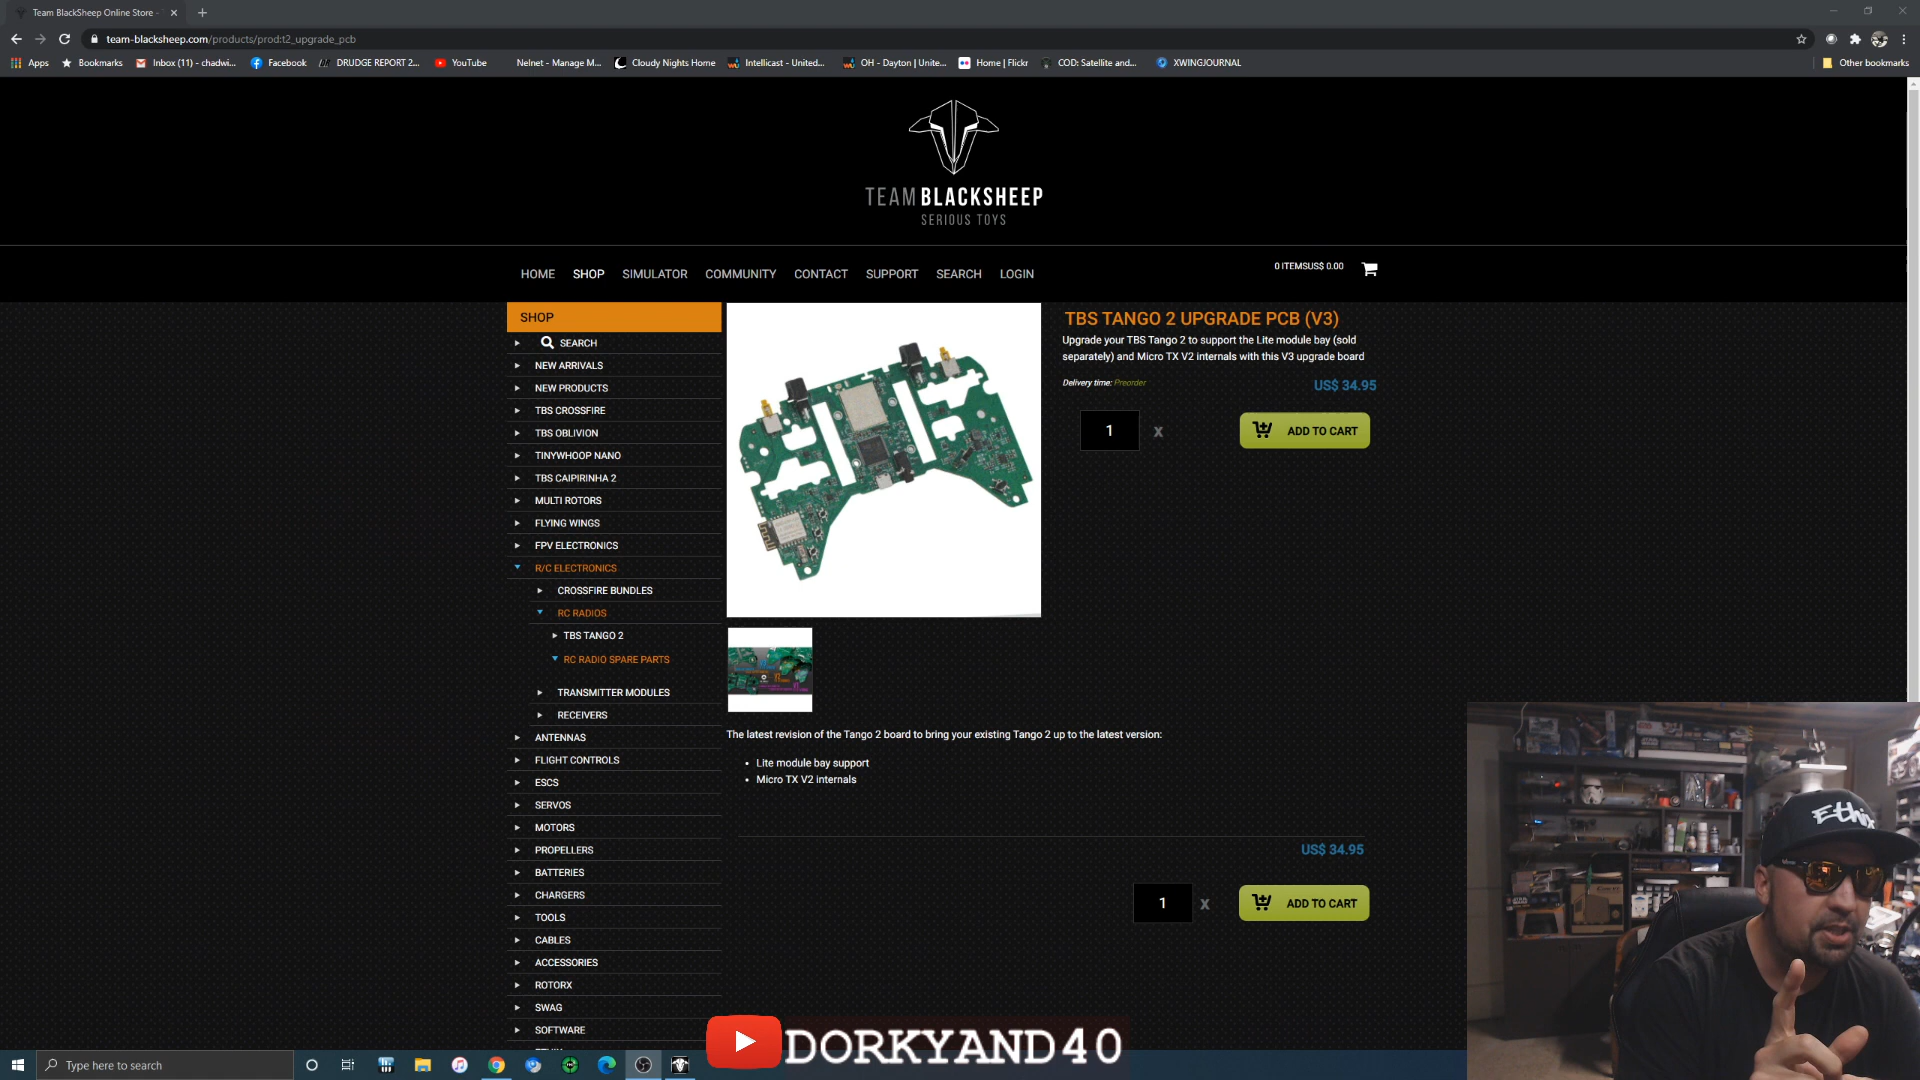 Team BlackSheep Online Store -
team-blacksheep.com/products/prod:t2_upgrade_pcb
Apps
Bookmarks
Inbox (11) - chadwi...
Facebook
DRUDGE REPORT 2...
YouTube
Nelnet - Manage M...
Cloudy Nights Home
Intellicast - United...
OH - Dayton | Unite...
Home | Flickr
COD: Satellite and...
XWINGJOURNAL
Other bookmarks
TEAM BLACKSHEEP
SERIOUS TOYS
HOME
SHOP
SIMULATOR
COMMUNITY
CONTACT
SUPPORT
SEARCH
LOGIN
0 ITEMSUS$ 0.00
SHOP
SEARCH
NEW ARRIVALS
NEW PRODUCTS
TBS CROSSFIRE
TBS OBLIVION
TINYWHOOP NANO
TBS CAIPIRINHA 2
MULTI ROTORS
FLYING WINGS
FPV ELECTRONICS
R/C ELECTRONICS
CROSSFIRE BUNDLES
RC RADIOS
TBS TANGO 2
RC RADIO SPARE PARTS
TRANSMITTER MODULES
RECEIVERS
ANTENNAS
FLIGHT CONTROLS
ESCS
SERVOS
MOTORS
PROPELLERS
BATTERIES
CHARGERS
TOOLS
CABLES
ACCESSORIES
ROTORX
SWAG
SOFTWARE
TBS TANGO 2 UPGRADE PCB (V3)
Upgrade your TBS Tango 2 to support the Lite module bay (sold
separately) and Micro TX V2 internals with this V3 upgrade board
Delivery time: Preorder
US$ 34.95
1 x
ADD TO CART
The latest revision of the Tango 2 board to bring your existing Tango 2 up to the latest version:
• Lite module bay support
• Micro TX V2 internals
US$ 34.95
1 x
ADD TO CART
Ethix
DORKYAND40
Type here to search